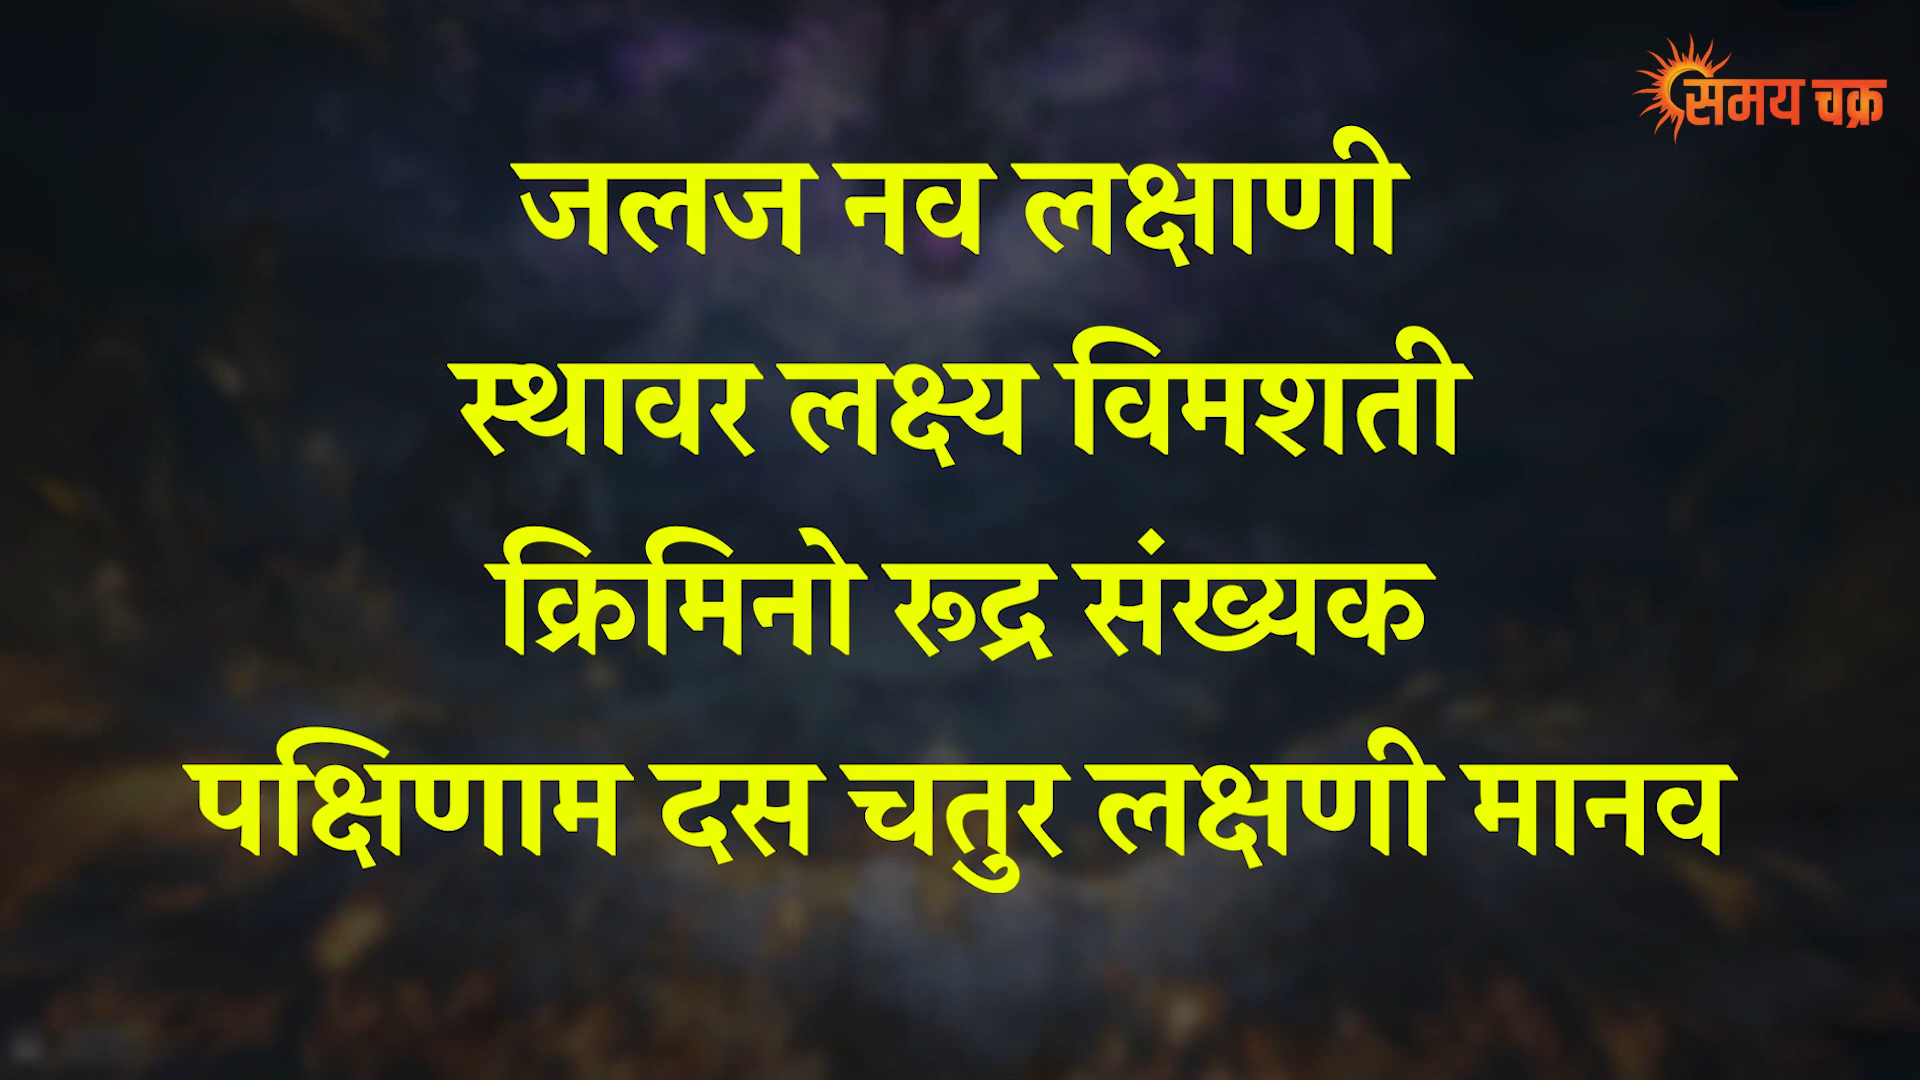 समय चक्र
जलज नव लक्षाणी
स्थावर लक्ष्य विमशती
क्रिमिनो रूद्र संख्यक
पक्षिणाम दस चतुर लक्षणी मानव